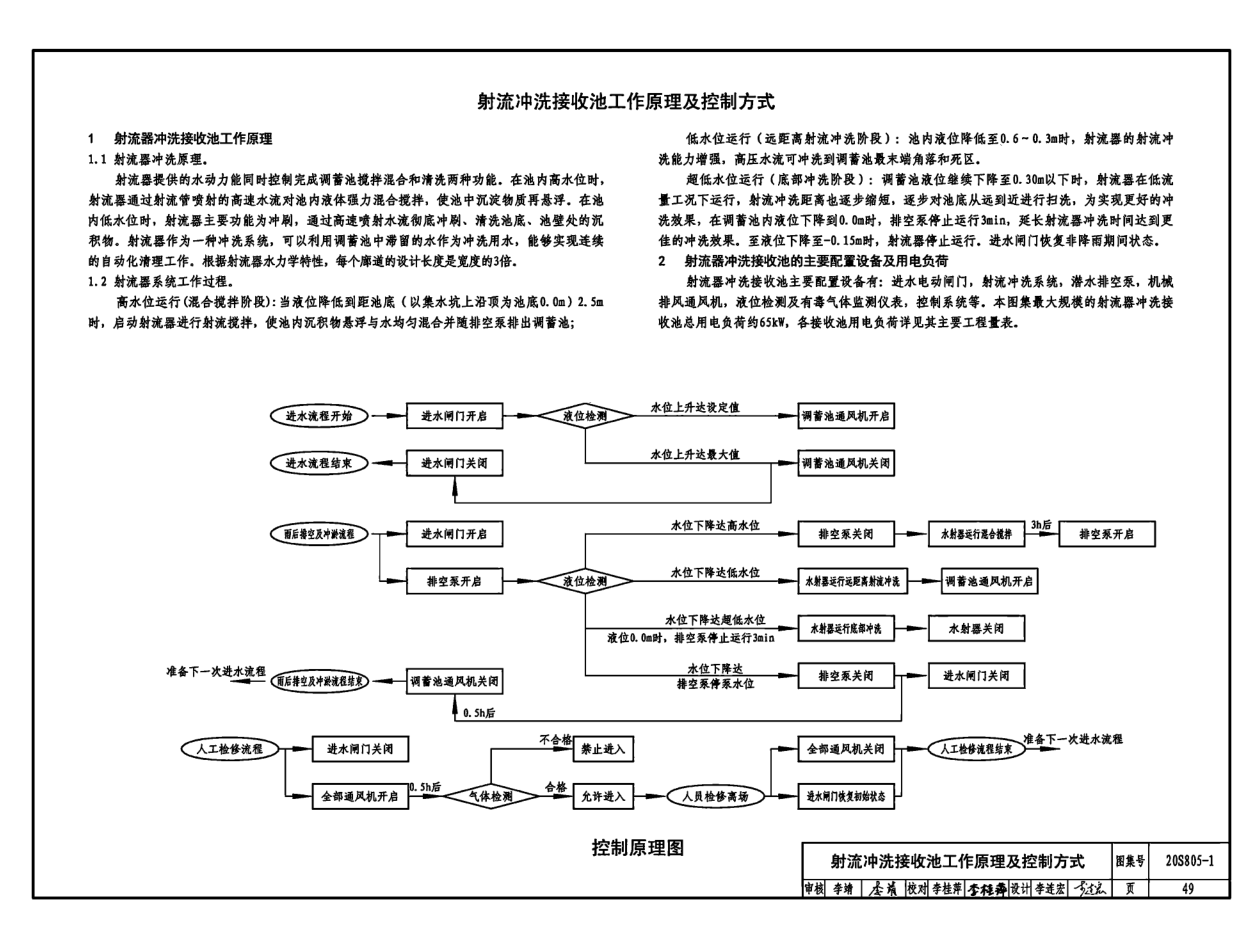 射流冲洗接收池工作原理及控制方式
1 射流器冲洗接收池工作原理
1.1 射流器冲洗原理。
射流器提供的水动力能同时控制完成调蓄池搅拌混合和清洗两种功能。在池内高水位时，
射流器通过射流管喷射的高速水流对池内液体强力混合搅拌，使池中沉淀物质再悬浮。在池
内低水位时，射流器主要功能为冲刷，通过高速喷射水流彻底冲刷、清洗池底、池壁处的沉
积物。射流器作为一种冲洗系统，可以利用调蓄池中滞留的水作为冲洗用水，能够实现连续
的自动化清理工作。根据射流器水力学特性，每个廊道的设计长度是宽度的3倍。
1.2 射流器系统工作过程。
高水位运行(混合搅拌阶段)：当液位降低到距池底（以集水坑上沿顶为池底0.0m）2.5m
时，启动射流器进行射流搅拌，使池内沉积物悬浮与水均匀混合并随排空泵排出调蓄池；
低水位运行（远距离射流冲洗阶段）：池内液位降低至0.6～0.3m时，射流器的射流冲
洗能力增强，高压水流可冲洗到调蓄池最末端角落和死区。
超低水位运行（底部冲洗阶段）：调蓄池液位继续下降至0.30m以下时，射流器在低流
量工况下运行，射流冲洗距离也逐步缩短，逐步对池底从远到近进行扫洗，为实现更好的冲
洗效果，在调蓄池内液位下降到0.0m时，排空泵停止运行3min，延长射流器冲洗时间达到更
佳的冲洗效果。至液位下降至-0.15m时，射流器停止运行。进水闸门恢复非降雨期间状态。
2 射流器冲洗接收池的主要配置设备及用电负荷
射流器冲洗接收池主要配置设备有：进水电动闸门，射流冲洗系统，潜水排空泵，机械
排风通风机，液位检测及有毒气体监测仪表，控制系统等。本图集最大规模的射流器冲洗接
收池总用电负荷约65kW，各接收池用电负荷详见其主要工程量表。
进水流程开始 进水闸门开启 液位检测 水位上升达设定值 调蓄池通风机开启
进水流程结束 进水闸门关闭 水位上升达最大值 调蓄池通风机关闭
雨后排空及冲淤流程 进水闸门开启 水位下降达高水位 排空泵关闭 水射器运行混合搅拌 3h后 排空泵开启
排空泵开启 液位检测 水位下降达低水位 水射器运行远距离射流冲洗 调蓄池通风机开启
水位下降达超低水位
液位0.0m时，排空泵停止运行3min
水射器运行底部冲洗 水射器关闭
准备下一次进水流程 雨后排空及冲淤流程结束 调蓄池通风机关闭 水位下降达
排空泵停泵水位
排空泵关闭 进水闸门关闭
0.5h后
人工检修流程 进水闸门关闭 不合格 禁止进入 全部通风机关闭 人工检修流程结束 准备下一次进水流程
全部通风机开启 0.5h后 气体检测 合格 允许进入 人员检修离场 进水闸门恢复初始状态
控制原理图
射流冲洗接收池工作原理及控制方式 图集号 20S805-1
审核 李靖 校对 李桂萍 李桂萍 设计 李连宏 页 49